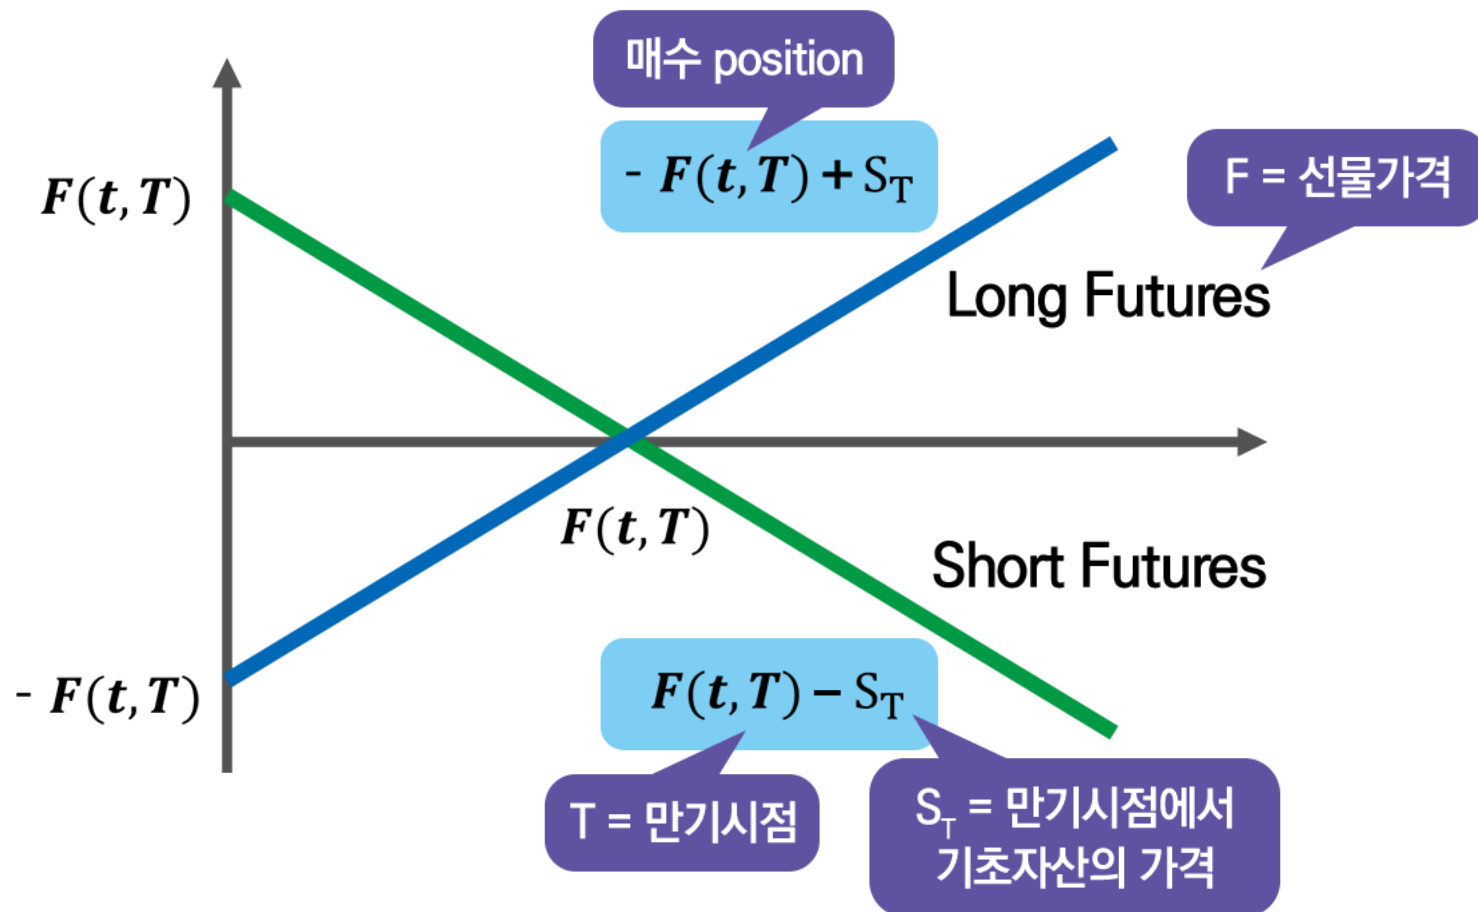 매수 position
- F(t, T) + S_T
F = 선물가격
F(t, T)
Long Futures
F(t, T)
Short Futures
- F(t, T)
F(t, T) – S_T
T = 만기시점
S_T = 만기시점에서
기초자산의 가격